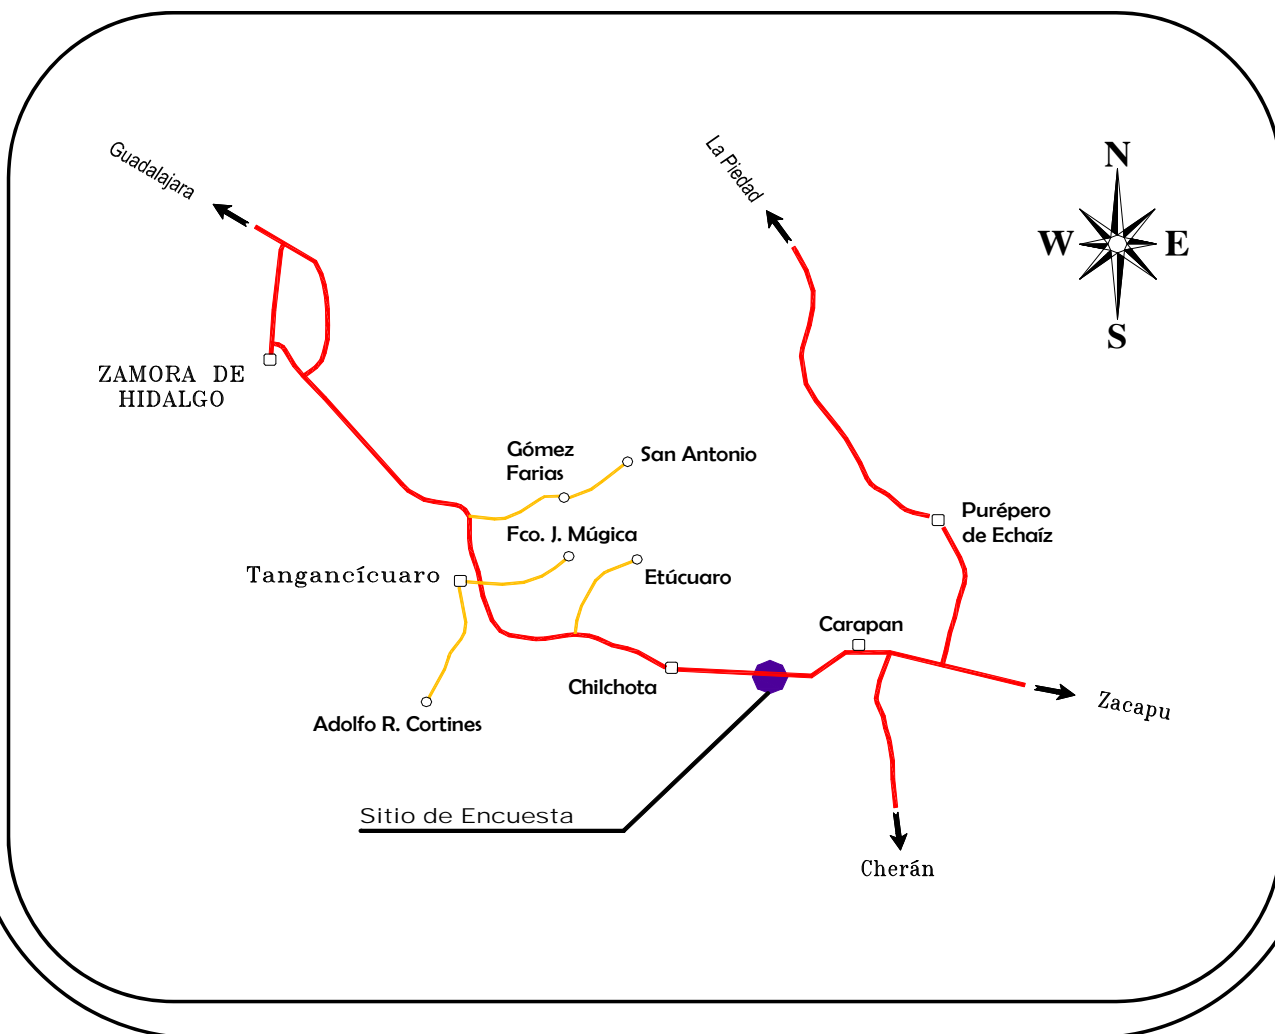 Guadalajara
La Piedad
N
W
E
S
ZAMORA DE
HIDALGO
Gómez
Farias
San Antonio
Fco. J. Múgica
Purépero
de Echaíz
Tangancícuaro
Etúcuaro
Carapan
Chilchota
Zacapu
Adolfo R. Cortines
Sitio de Encuesta
Cherán